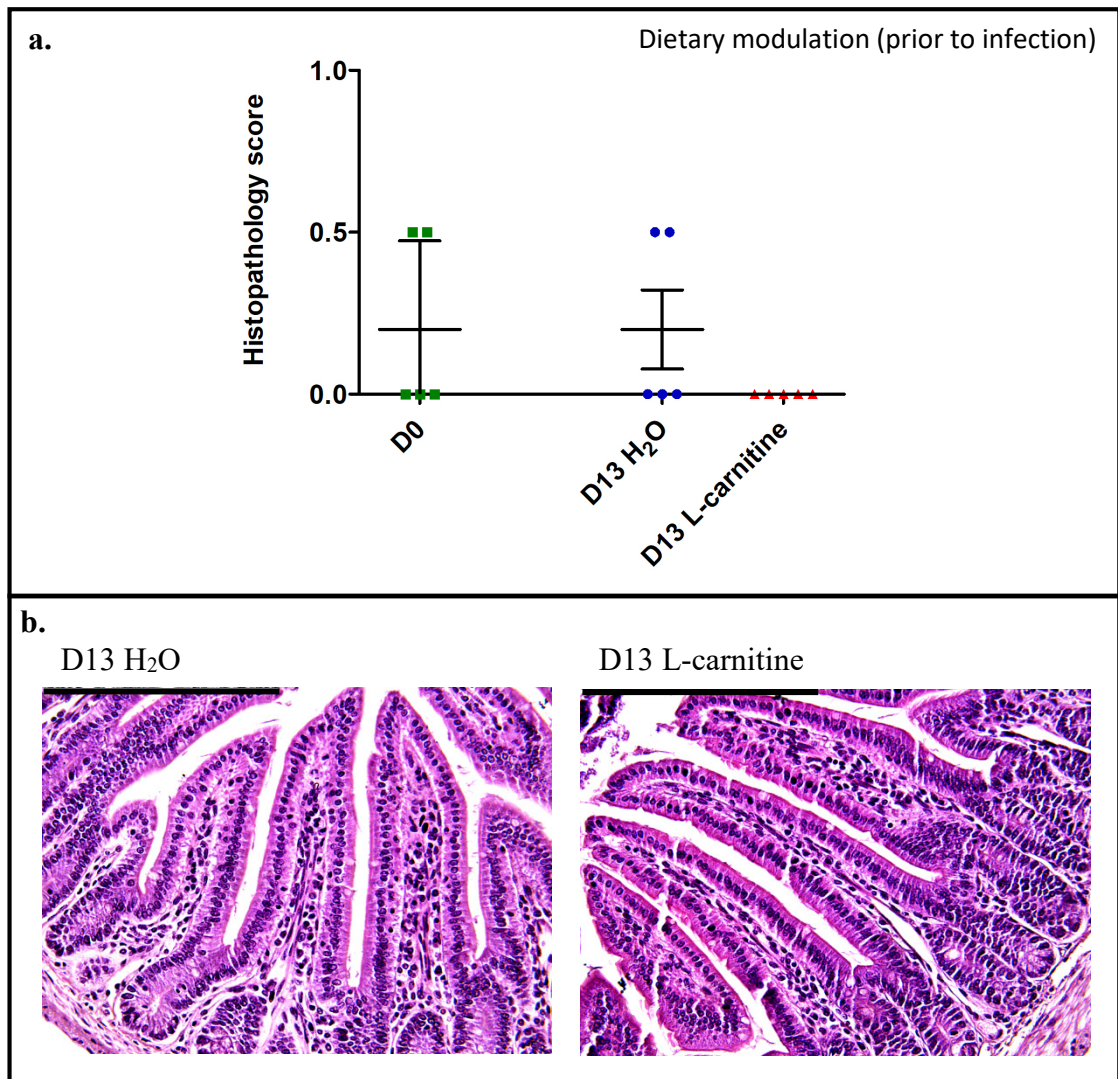 a.
Dietary modulation (prior to infection)
Histopathology score
1.0
0.5
0.0
D0
D13 H₂O
D13 L-carnitine
b.
D13 H₂O
D13 L-carnitine